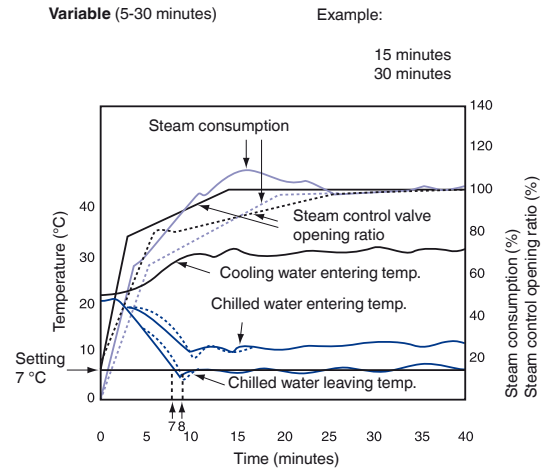 Variable (5-30 minutes)
Example:
15 minutes
30 minutes
Steam consumption
Steam control valve
opening ratio
Cooling water entering temp.
Chilled water entering temp.
Chilled water leaving temp.
Temperature (°C)
40
30
20
10
0
Setting
7 °C
140
120
100
80
60
40
20
Steam consumption (%)
Steam control opening ratio (%)
7 8
0 5 10 15 20 25 30 35 40
Time (minutes)